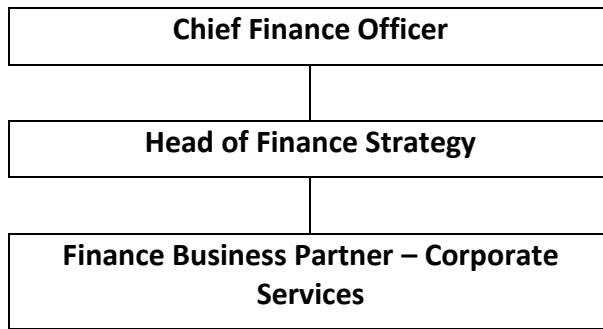 Chief Finance Officer
Head of Finance Strategy
Finance Business Partner – Corporate
Services